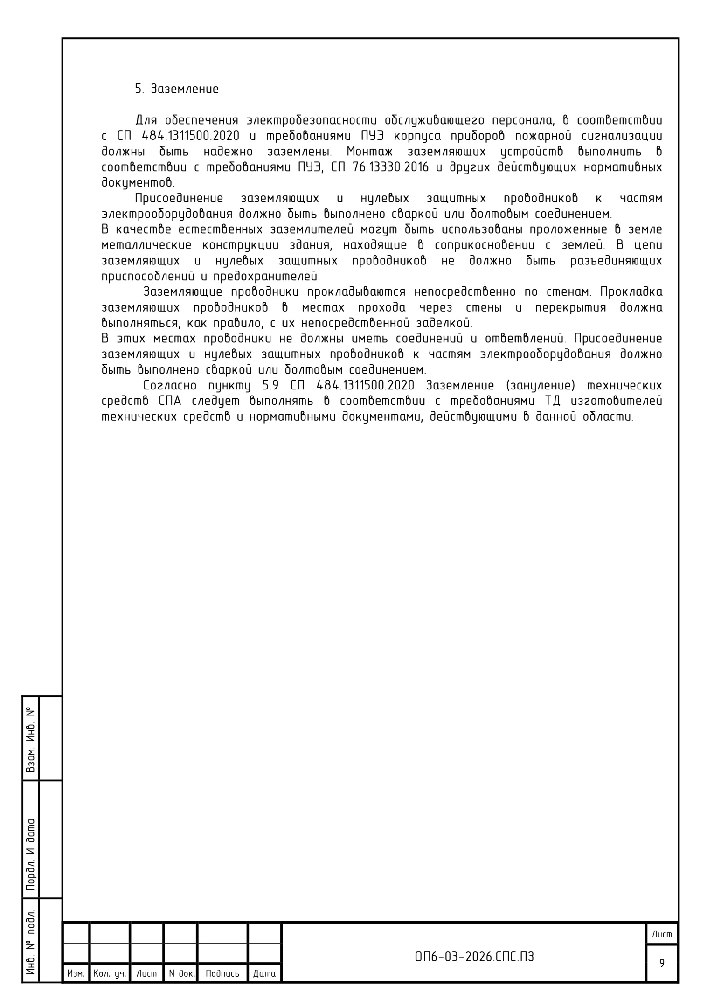 5. Заземление
Для обеспечения электробезопасности обслуживающего персонала, в соответствии
с СП 484.1311500.2020 и требованиями ПУЭ корпуса приборов пожарной сигнализации
должны быть надежно заземлены. Монтаж заземляющих устройств выполнить в
соответствии с требованиями ПУЭ, СП 76.13330.2016 и других действующих нормативных
документов.
Присоединение заземляющих и нулевых защитных проводников к частям
электрооборудования должно быть выполнено сваркой или болтовым соединением.
В качестве естественных заземлителей могут быть использованы проложенные в земле
металлические конструкции здания, находящие в соприкосновении с землей. В цепи
заземляющих и нулевых защитных проводников не должно быть разъединяющих
приспособлений и предохранителей.
Заземляющие проводники прокладываются непосредственно по стенам. Прокладка
заземляющих проводников в местах прохода через стены и перекрытия должна
выполняться, как правило, с их непосредственной заделкой.
В этих местах проводники не должны иметь соединений и ответвлений. Присоединение
заземляющих и нулевых защитных проводников к частям электрооборудования должно
быть выполнено сваркой или болтовым соединением.
Согласно пункту 5.9 СП 484.1311500.2020 Заземление (зануление) технических
средств СПА следует выполнять в соответствии с требованиями ТД изготовителей
технических средств и нормативными документами, действующими в данной области.
Взам. Инв. №
Пордл. И дата
Инв. № подл.
Изм. Кол. уч. Лист N док. Подпись Дата
ОП6-03-2026.СПС.ПЗ
Лист
9